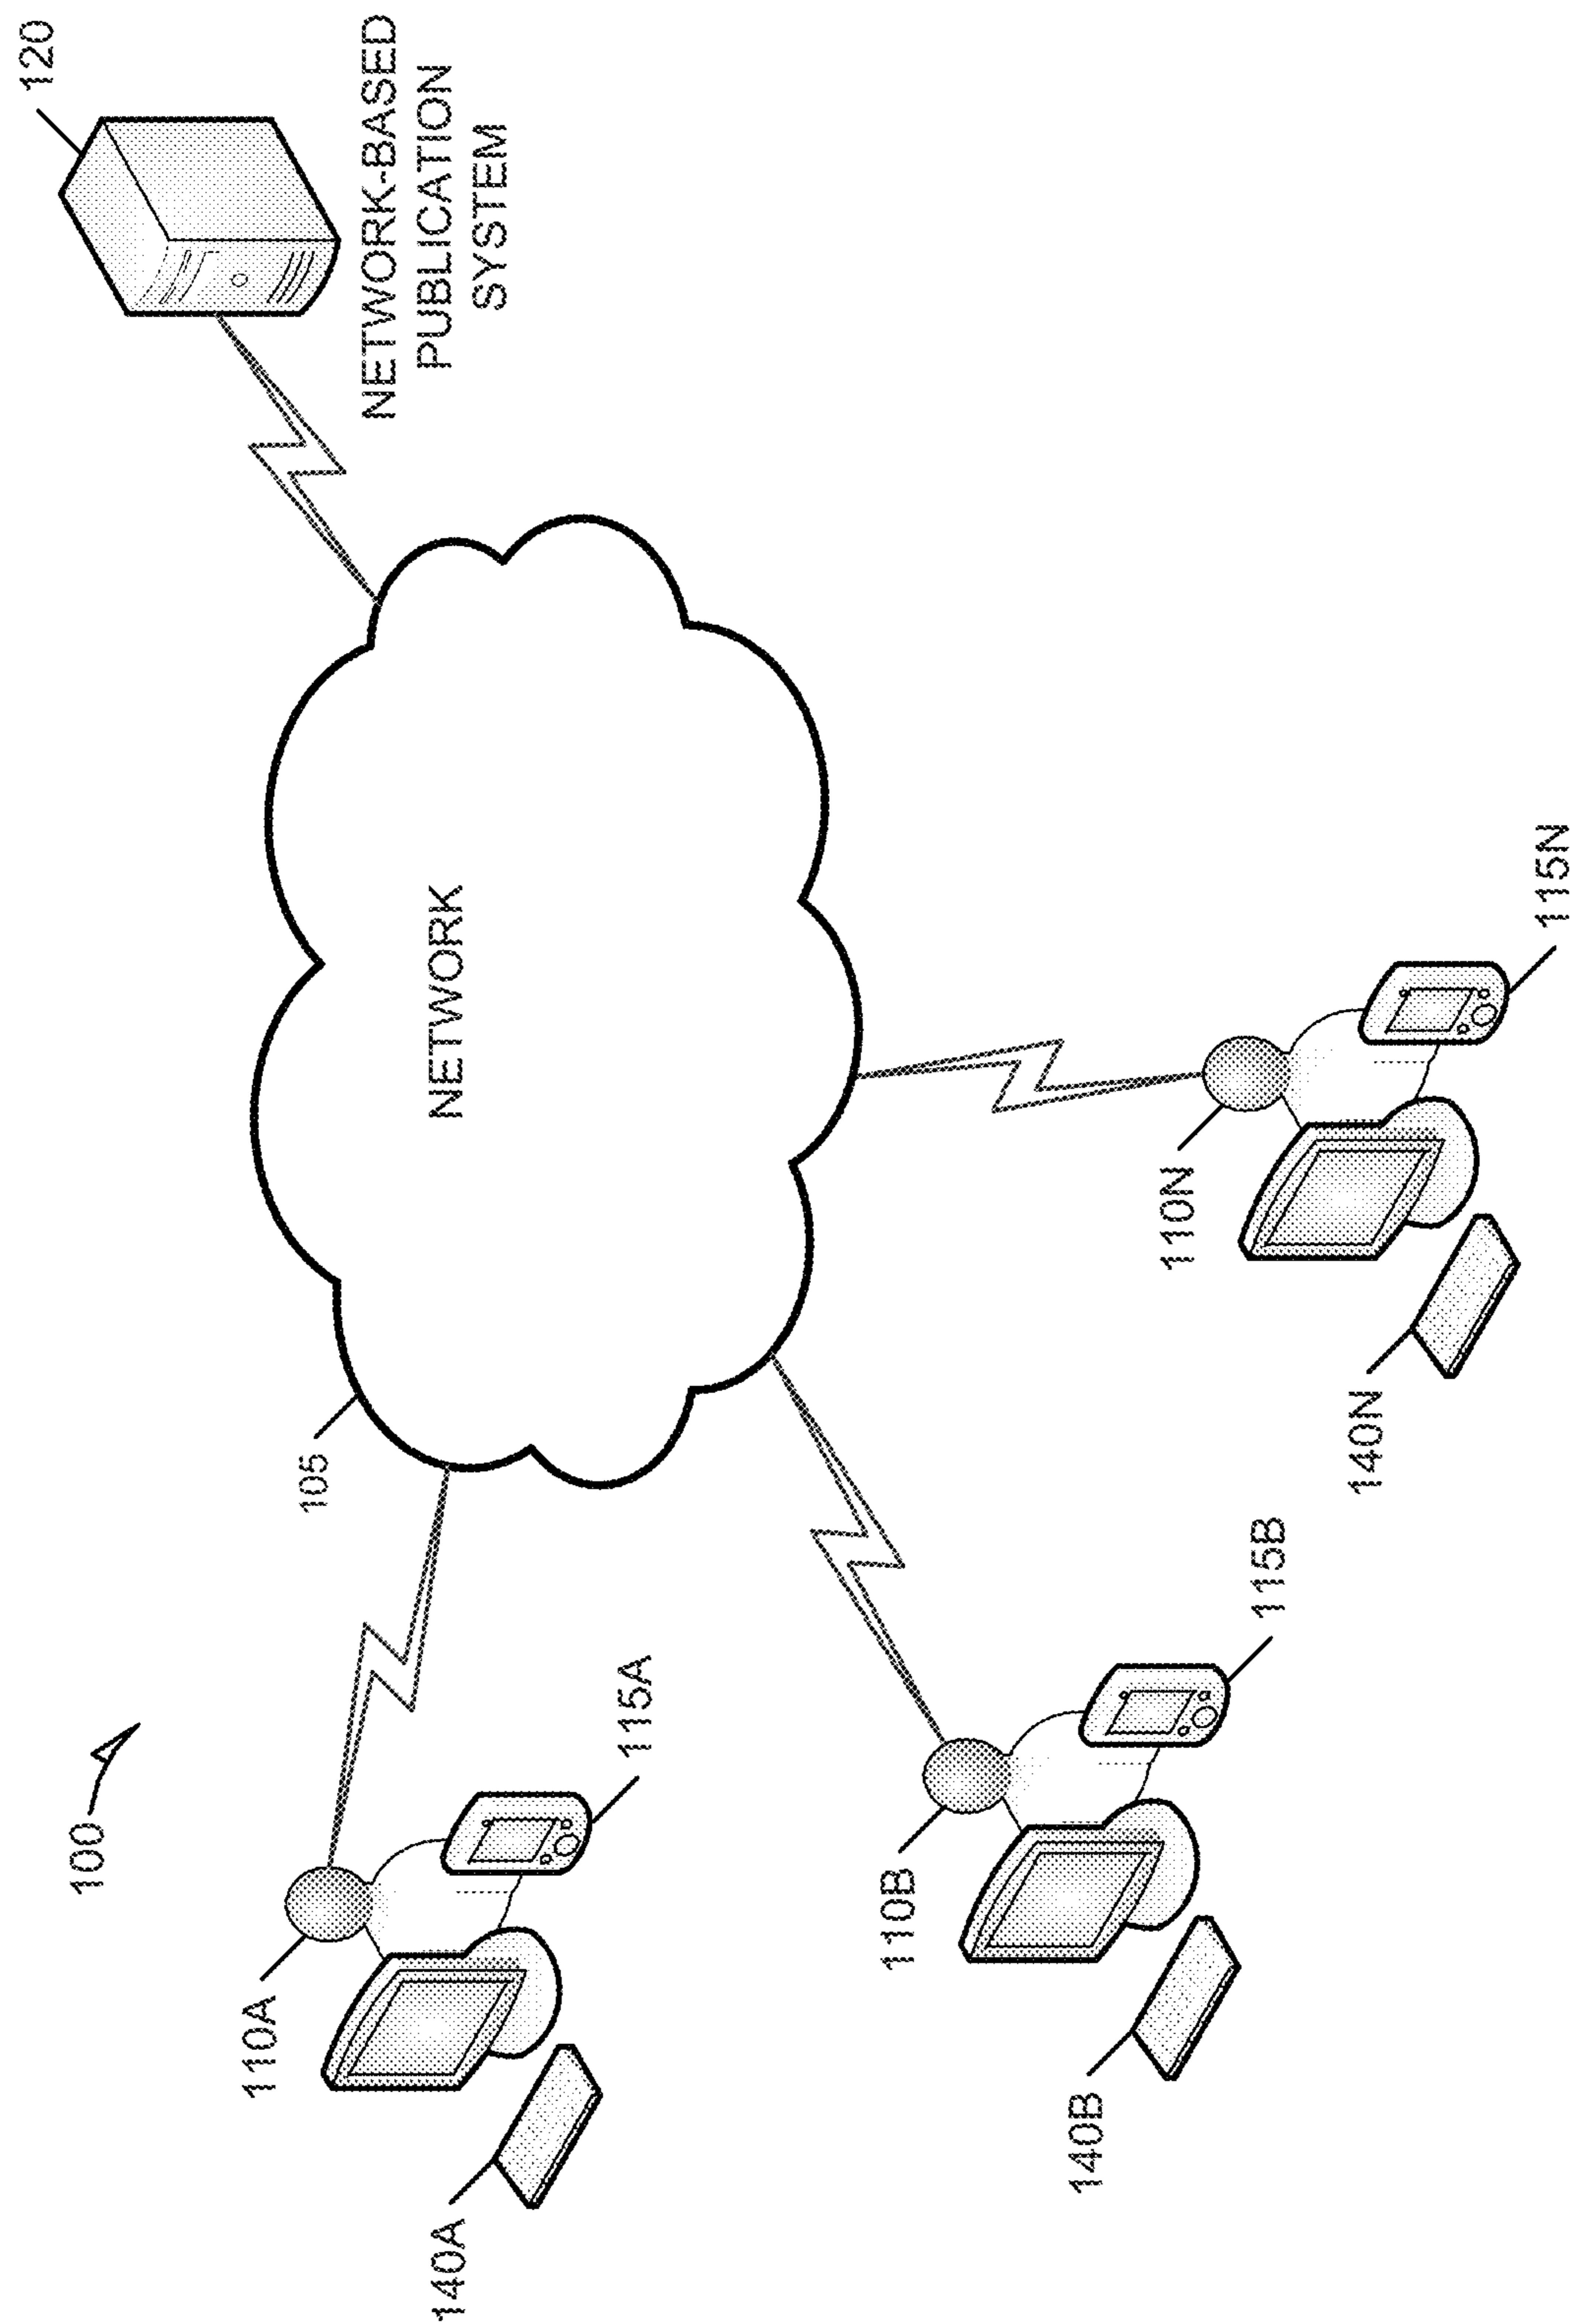 100
105
NETWORK
120
NETWORK-BASED
PUBLICATION
SYSTEM
110A
115A
140A
110B
115B
140B
110N
115N
140N